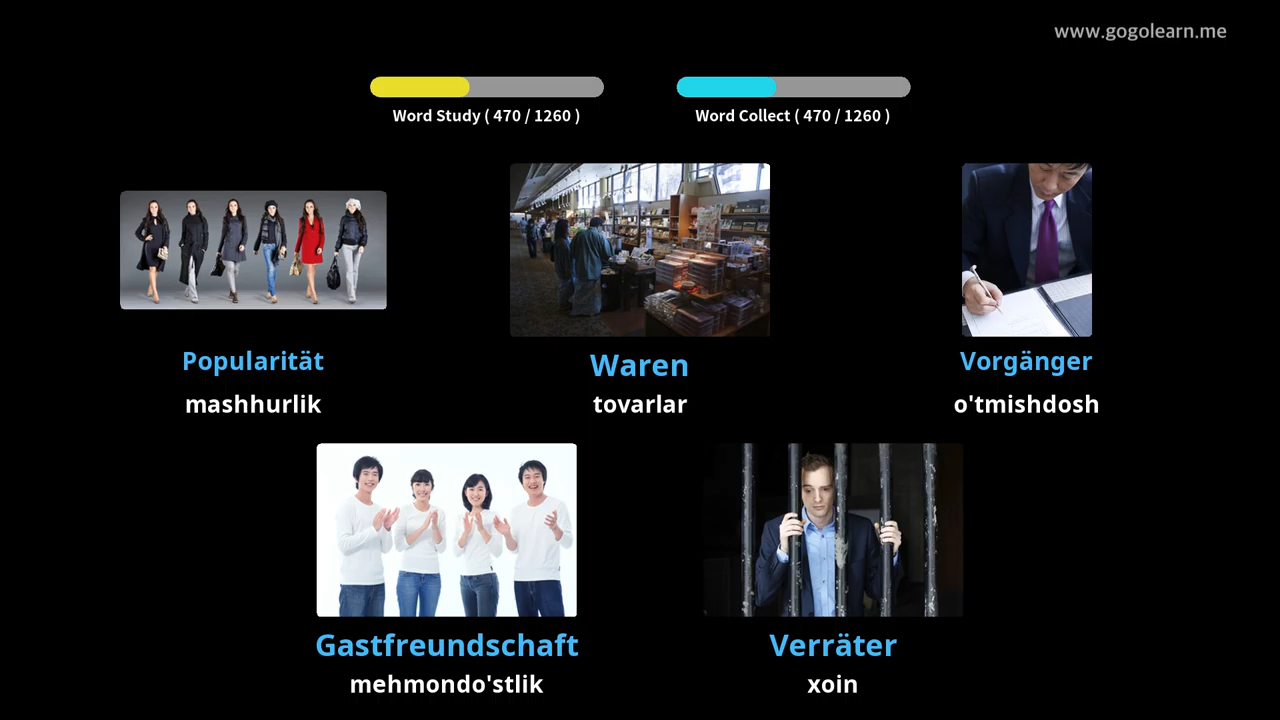 www.gogolearn.me
Word Study ( 470 / 1260 )
Word Collect ( 470 / 1260 )
Popularität
mashhurlik
Waren
tovarlar
Vorgänger
o'tmishdosh
Gastfreundschaft
mehmondo'stlik
Verräter
xoin